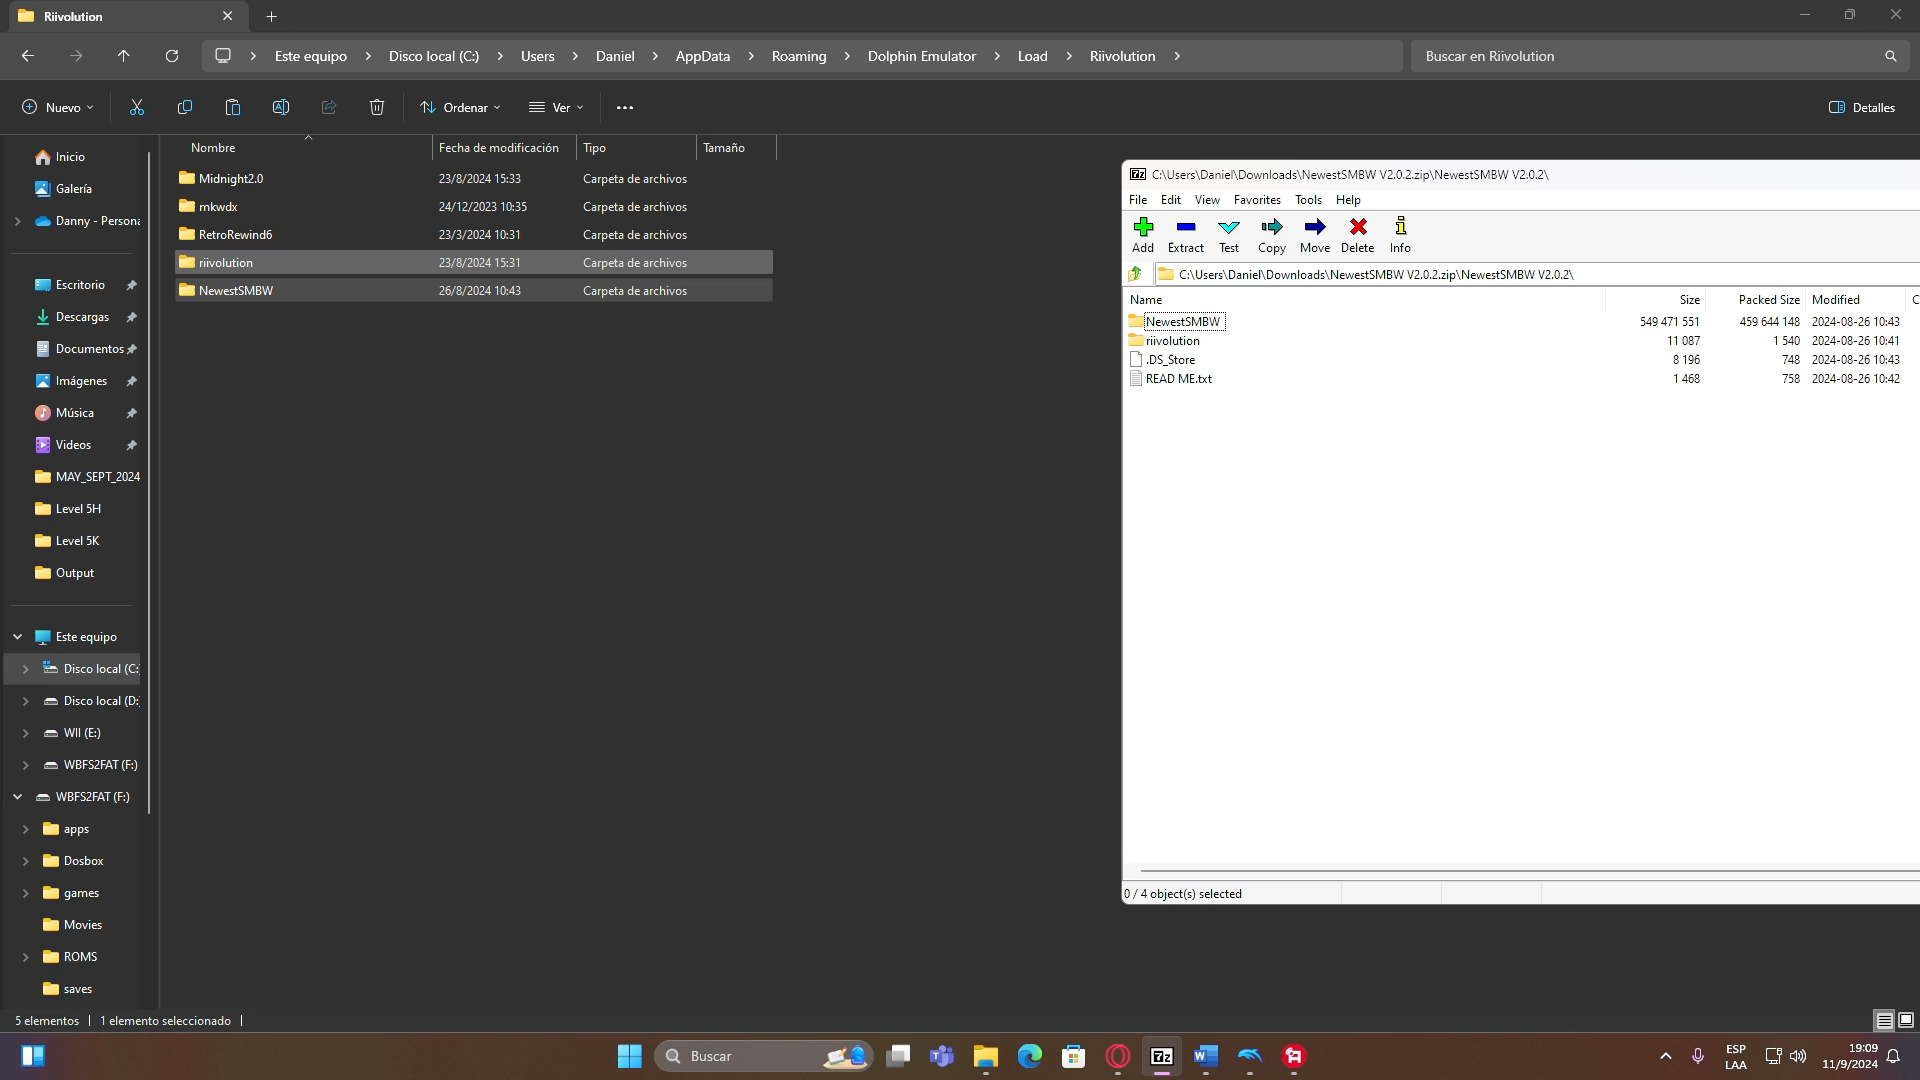 Riivolution
Este equipo > Disco local (C:) > Users > Daniel > AppData > Roaming > Dolphin Emulator > Load > Riivolution >
Buscar en Riivolution
Nuevo
Ordenar
Ver
Detalles
Inicio
Galería
Danny - Persona
Escritorio
Descargas
Documentos
Imágenes
Música
Videos
MAY_SEPT_2024
Level 5H
Level 5K
Output
Este equipo
Disco local (C:)
Disco local (D:)
WII (E:)
WBFS2FAT (F:)
WBFS2FAT (F:)
apps
Dosbox
games
Movies
ROMS
saves
Nombre Fecha de modificación Tipo Tamaño
Midnight2.0 23/8/2024 15:33 Carpeta de archivos
mkwdx 24/12/2023 10:35 Carpeta de archivos
RetroRewind6 23/3/2024 10:31 Carpeta de archivos
riivolution 23/8/2024 15:31 Carpeta de archivos
NewestSMBW 26/8/2024 10:43 Carpeta de archivos
7z C:\Users\Daniel\Downloads\NewestSMBW V2.0.2.zip\NewestSMBW V2.0.2\
File Edit View Favorites Tools Help
Add Extract Test Copy Move Delete Info
C:\Users\Daniel\Downloads\NewestSMBW V2.0.2.zip\NewestSMBW V2.0.2\
Name Size Packed Size Modified C
NewestSMBW 549 471 551 459 644 148 2024-08-26 10:43
riivolution 11 087 1 540 2024-08-26 10:41
.DS_Store 8 196 748 2024-08-26 10:43
READ ME.txt 1 468 758 2024-08-26 10:42
0 / 4 object(s) selected
5 elementos | 1 elemento seleccionado |
Buscar
7z
ESP
LAA
19:09
11/9/2024